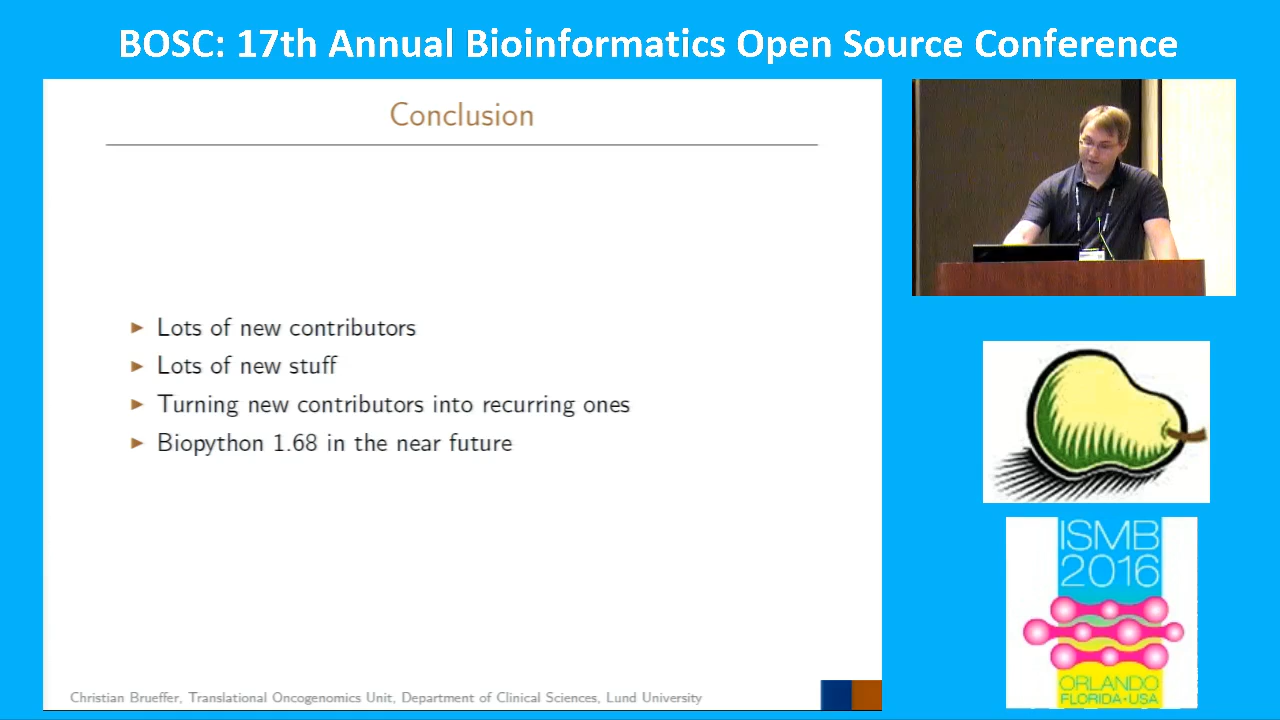 BOSC: 17th Annual Bioinformatics Open Source Conference
Conclusion
► Lots of new contributors
► Lots of new stuff
► Turning new contributors into recurring ones
► Biopython 1.68 in the near future
Christian Brueffer, Translational Oncogenomics Unit, Department of Clinical Sciences, Lund University
ISMB
2016
ORLANDO
FLORIDA•USA